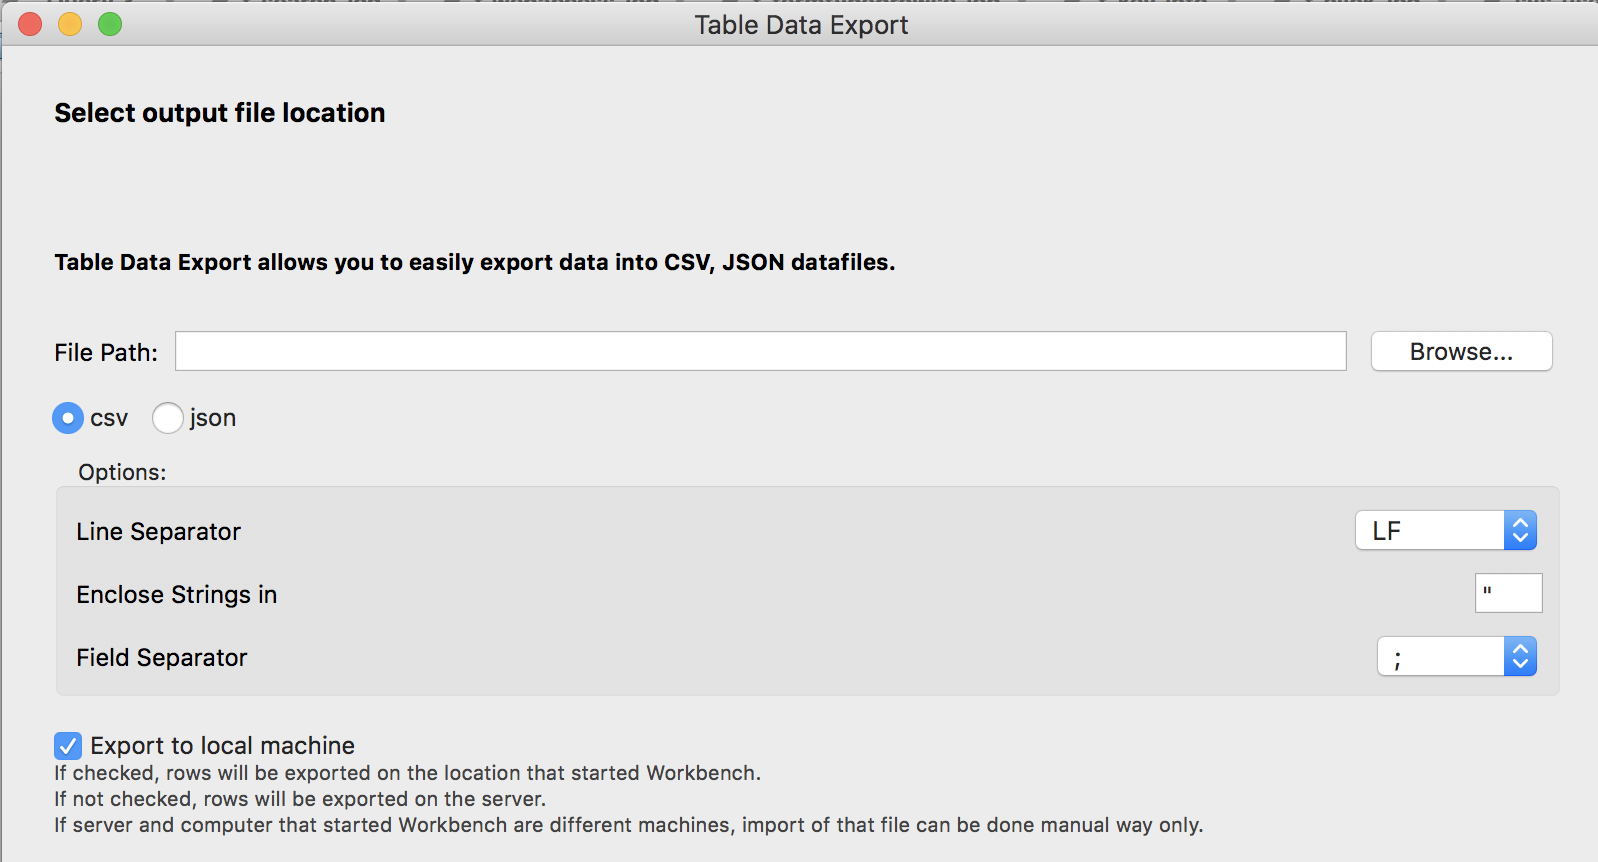 Table Data Export
Select output file location
Table Data Export allows you to easily export data into CSV, JSON datafiles.
File Path:
Browse...
csv json
Options:
Line Separator LF
Enclose Strings in "
Field Separator ;
Export to local machine
If checked, rows will be exported on the location that started Workbench.
If not checked, rows will be exported on the server.
If server and computer that started Workbench are different machines, import of that file can be done manual way only.